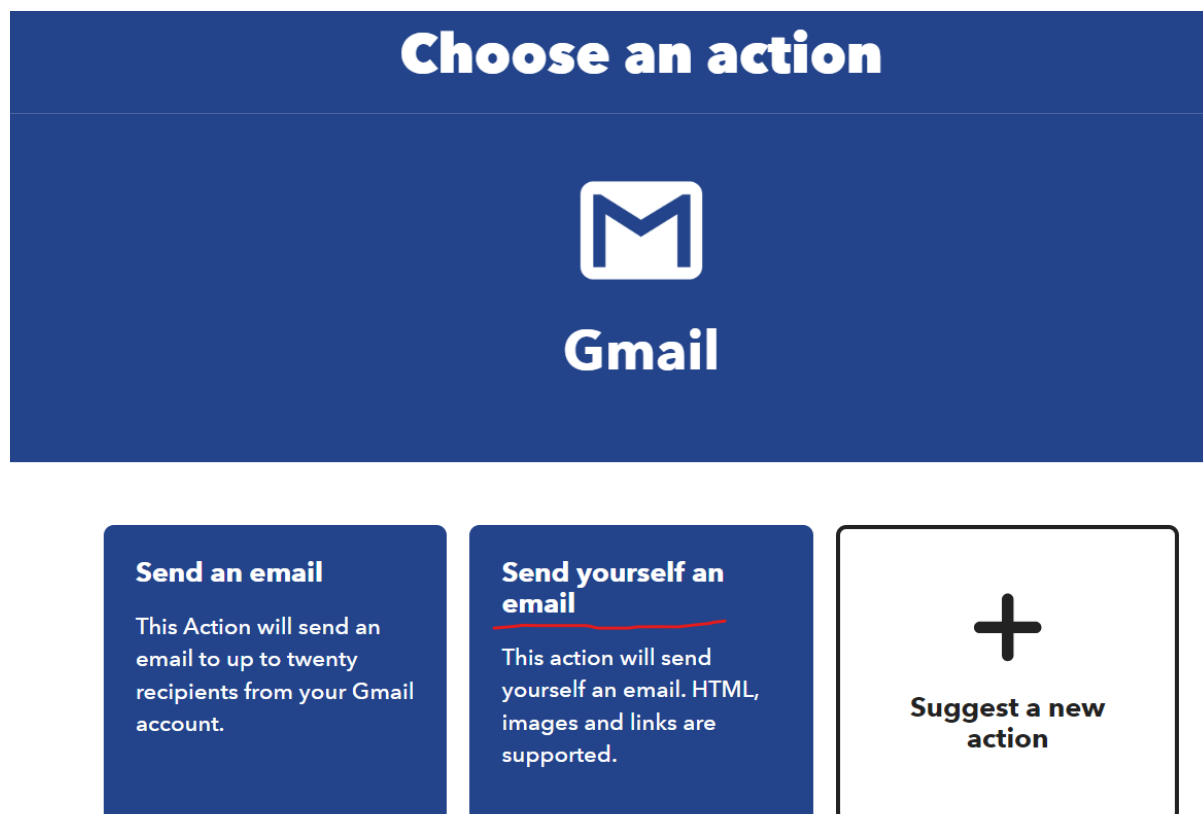 Choose an action
Gmail
Send an email
This Action will send an
email to up to twenty
recipients from your Gmail
account.
Send yourself an
email
This action will send
yourself an email. HTML,
images and links are
supported.
Suggest a new
action